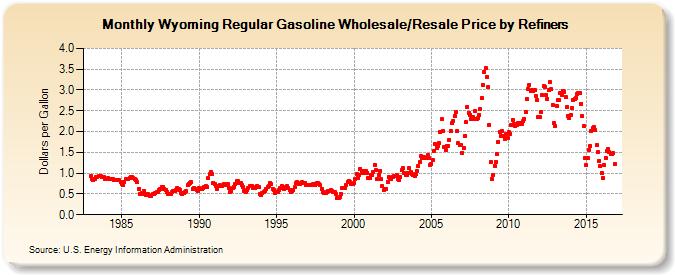 Monthly Wyoming Regular Gasoline Wholesale/Resale Price by Refiners
Dollars per Gallon
4.0
3.5
3.0
2.5
2.0
1.5
1.0
0.5
0.0
1985 1990 1995 2000 2005 2010 2015
Source: U.S. Energy Information Administration